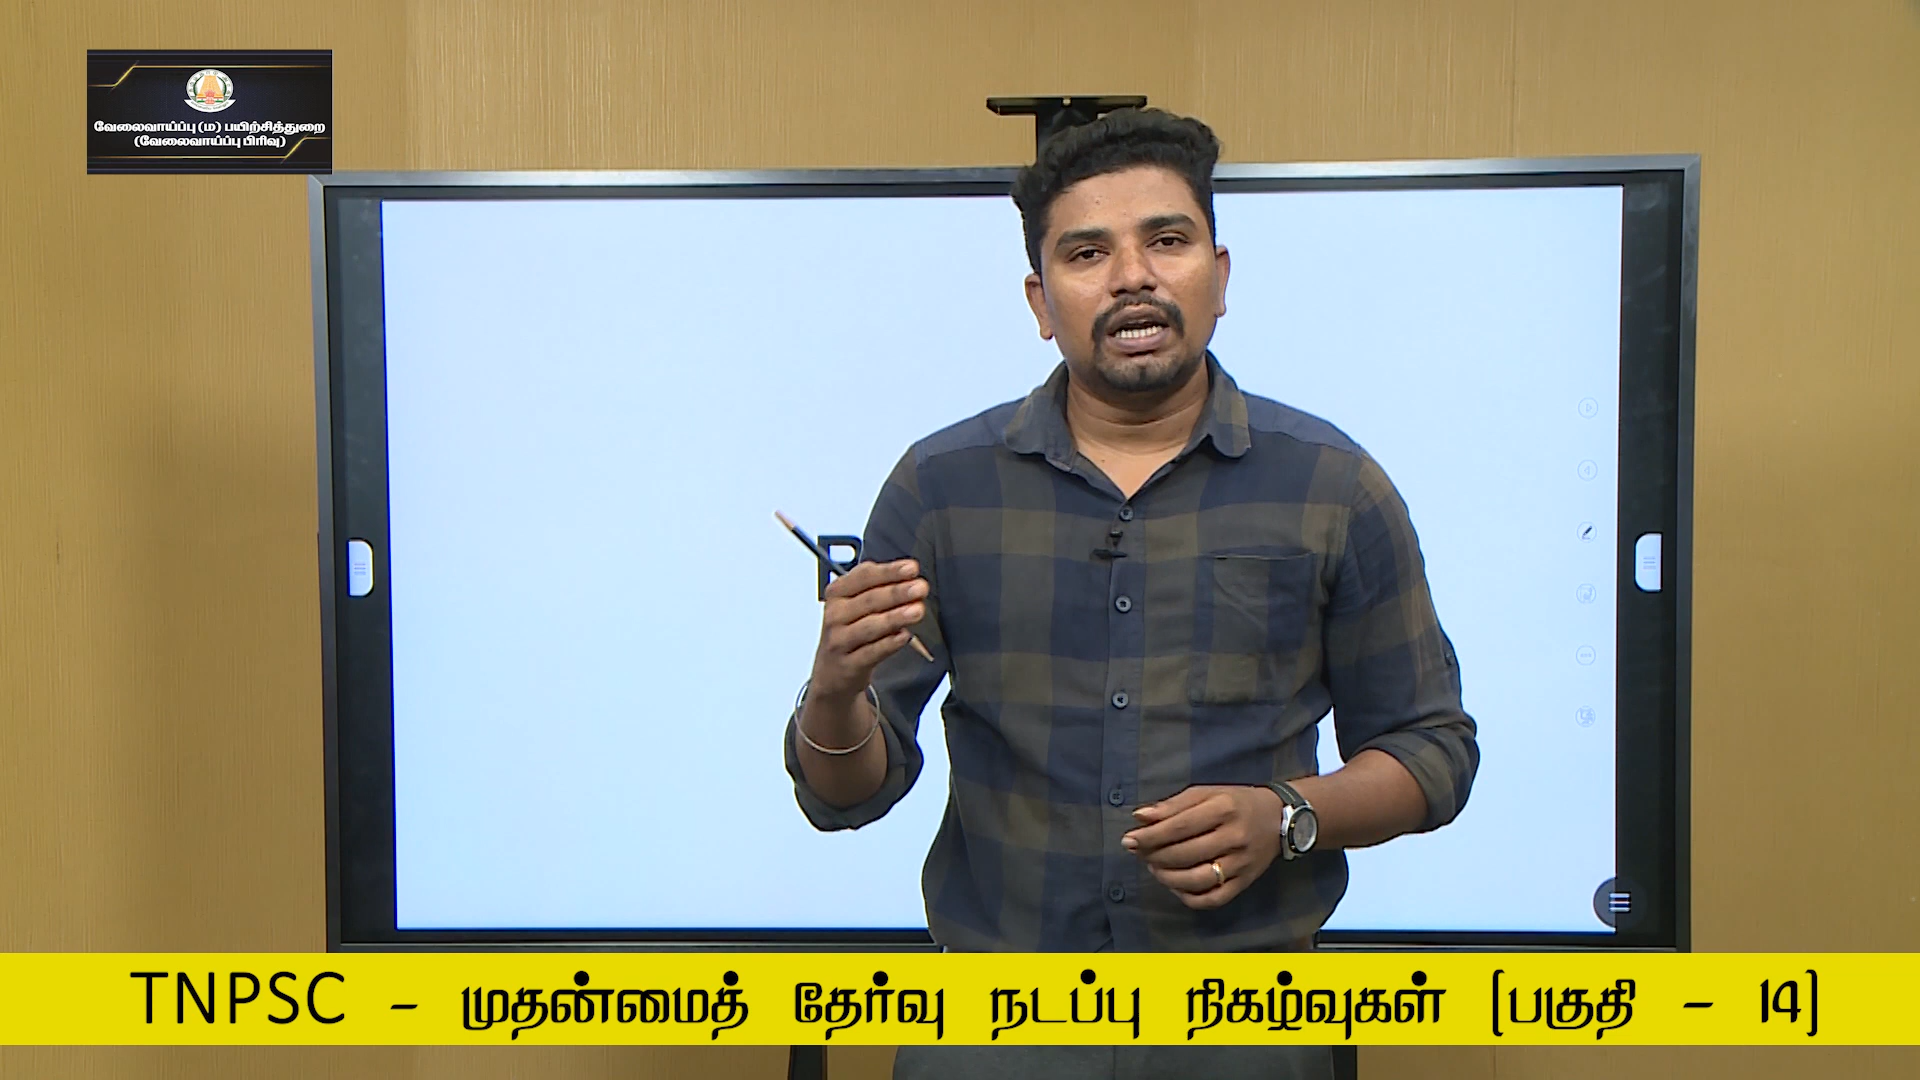 வேலைவாய்ப்பு (ம) பயிற்சித்துறை
(வேலைவாய்ப்பு பிரிவு)
TNPSC - முதன்மைத் தேர்வு நடப்பு நிகழ்வுகள் (பகுதி - 14)